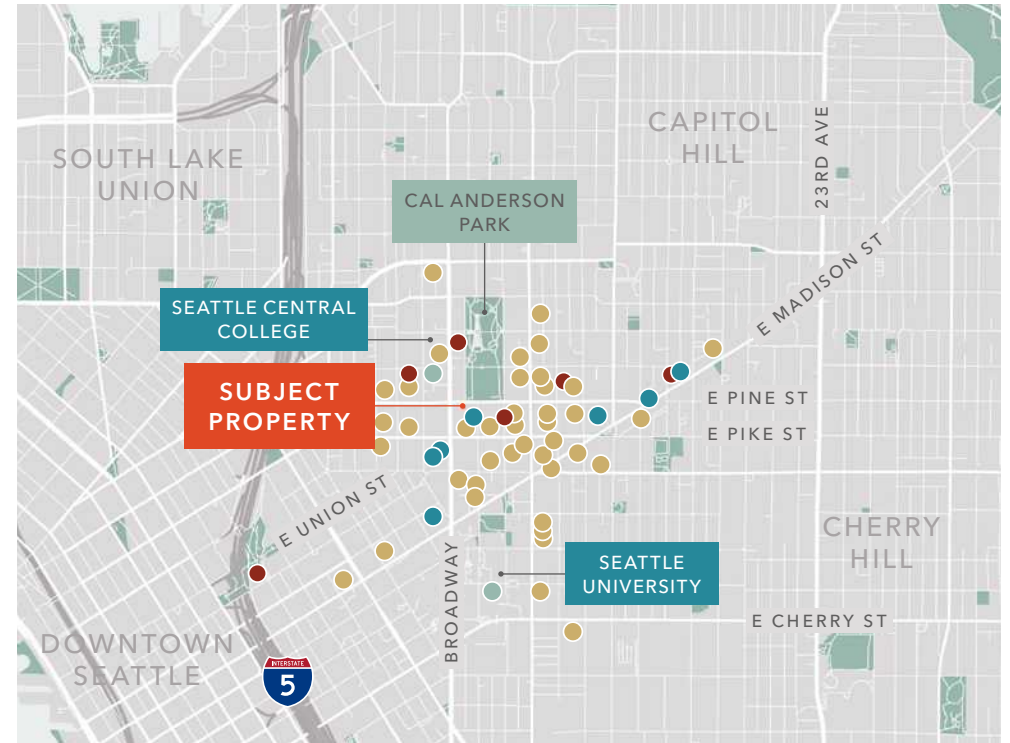 CAPITOL
HILL
23RD AVE
SOUTH LAKE
UNION
CAL ANDERSON
PARK
E MADISON ST
SEATTLE CENTRAL
COLLEGE
SUBJECT
PROPERTY
E PINE ST
E PIKE ST
E UNION ST
CHERRY
HILL
BROADWAY
SEATTLE
UNIVERSITY
E CHERRY ST
DOWNTOWN
SEATTLE
INTERSTATE
5